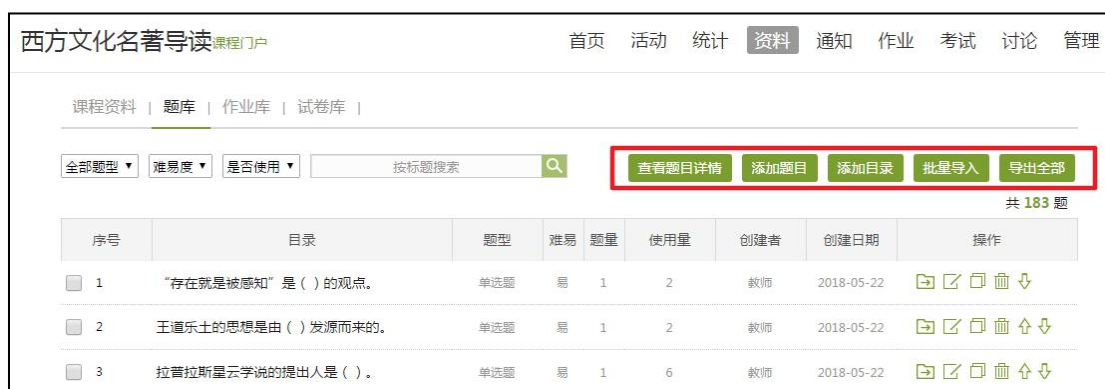 西方文化名著导读课程门户 首页 活动 统计 资料 通知 作业 考试 讨论 管理
课程资料 | 题库 | 作业库 | 试卷库 |
全部题型 ▼ 难易度 ▼ 是否使用 ▼ 按标题搜索 查看题目详情 添加题目 添加目录 批量导入 导出全部
共 183 题
序号 目录 题型 难易 题量 使用量 创建者 创建日期 操作
1 “存在就是被感知”是（ ）的观点。 单选题 易 1 2 教师 2018-05-22
2 王道乐土的思想是由（ ）发源而来的。 单选题 易 1 2 教师 2018-05-22
3 拉普拉斯星云学说的提出人是（ ）。 单选题 易 1 6 教师 2018-05-22